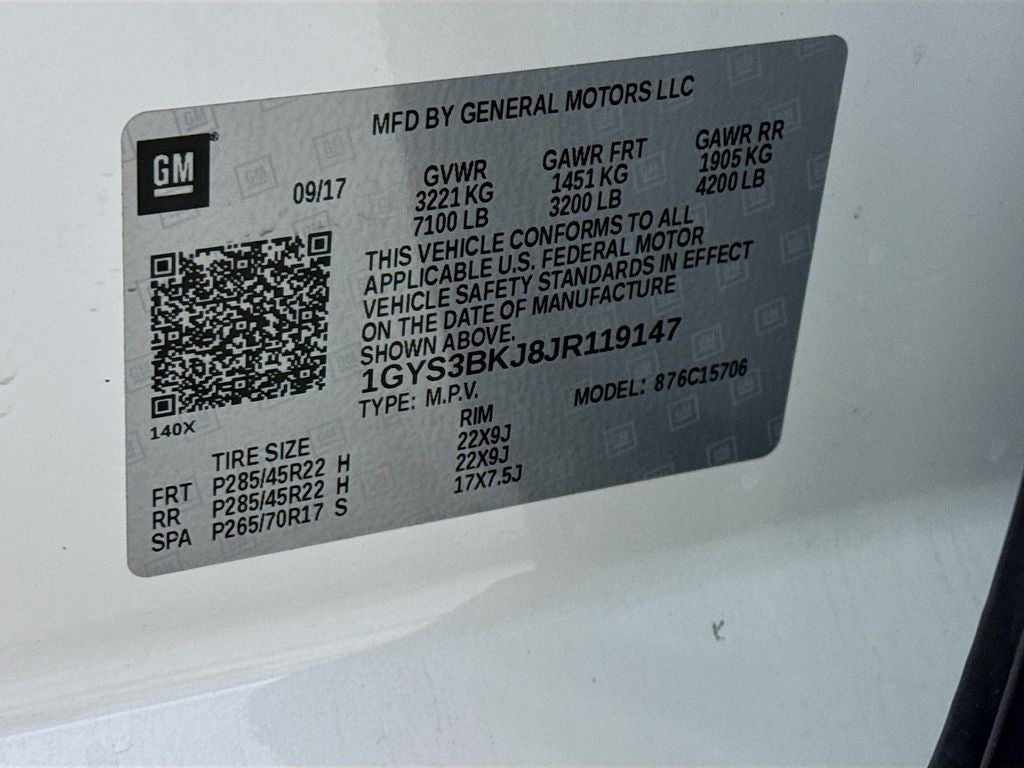 MFD BY GENERAL MOTORS LLC
GM
09/17
GVWR GAWR FRT GAWR RR
3221 KG 1451 KG 1905 KG
7100 LB 3200 LB 4200 LB
THIS VEHICLE CONFORMS TO ALL
APPLICABLE U.S. FEDERAL MOTOR
VEHICLE SAFETY STANDARDS IN EFFECT
ON THE DATE OF MANUFACTURE
SHOWN ABOVE.
1GYS3BKJ8JR119147
TYPE: M.P.V. MODEL: 876C15706
140X
TIRE SIZE RIM
FRT P285/45R22 H 22X9J
RR P285/45R22 H 22X9J
SPA P265/70R17 S 17X7.5J